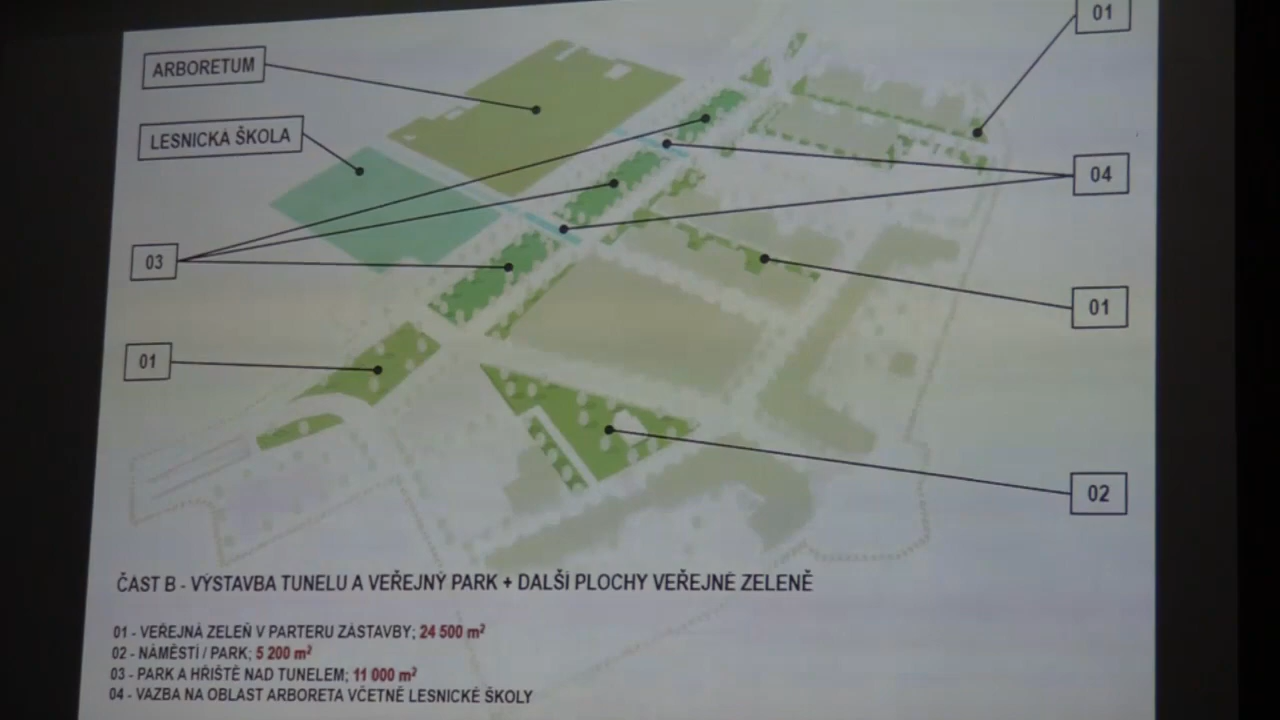 01
ARBORETUM
LESNICKÁ ŠKOLA
04
03
01
01
02
ČÁST B - VÝSTAVBA TUNELU A VEŘEJNÝ PARK + DALŠÍ PLOCHY VEŘEJNÉ ZELENĚ
01 - VEŘEJNÁ ZELEŇ V PARTERU ZÁSTAVBY; 24 500 m²
02 - NÁMĚSTÍ / PARK; 5 200 m²
03 - PARK A HŘIŠTĚ NAD TUNELEM; 11 000 m²
04 - VAZBA NA OBLAST ARBORETA VČETNĚ LESNICKÉ ŠKOLY